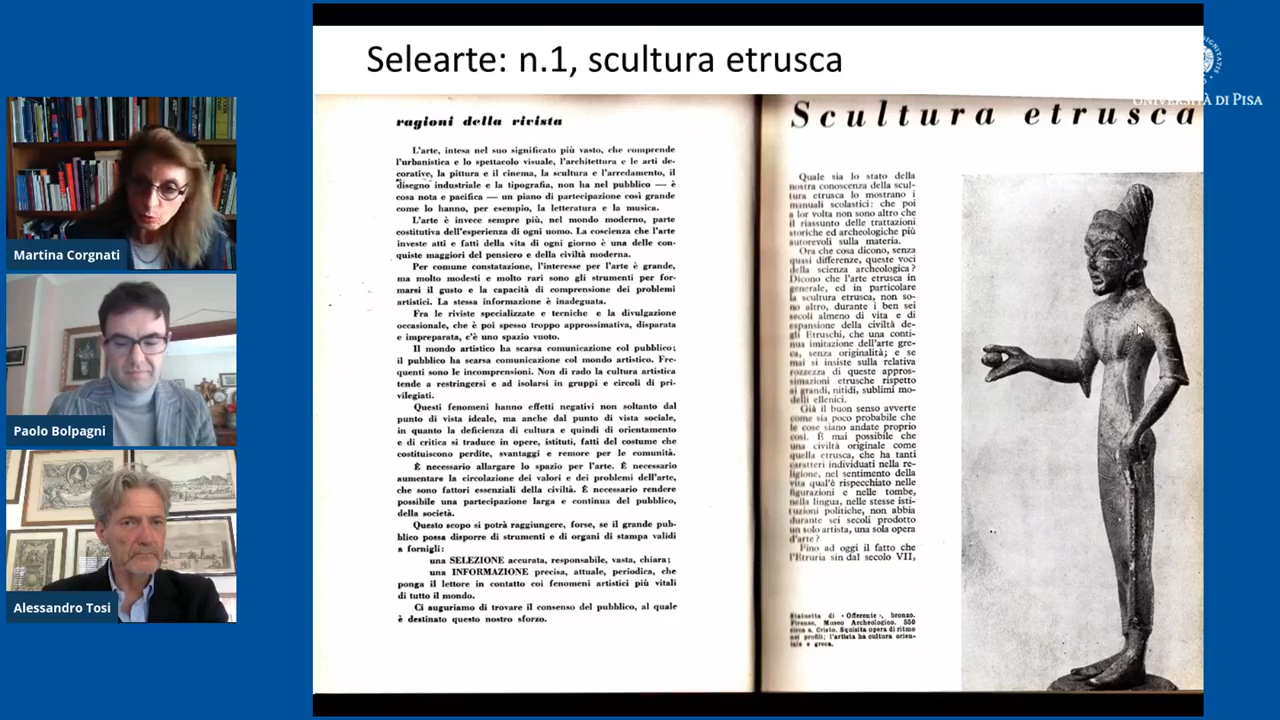 Selearte: n.1, scultura etrusca
DIGNITATIS
UNIVERSITÀ DI PISA
Martina Corgnati
Paolo Bolpagni
Alessandro Tosi
ragioni della rivista
L'arte, intesa nel suo significato più vasto, che comprende
l'urbanistica e lo spettacolo visuale, l'architettura e le arti de-
corative, la pittura e il cinema, la scultura e l'arredamento, il
disegno industriale e la tipografia, non ha nel pubblico — è
cosa nota e pacifica — un piano di partecipazione così grande
come lo hanno, per esempio, la letteratura e la musica.
L'arte è invece sempre più, nel mondo moderno, parte
costitutiva dell'esperienza di ogni uomo. La coscienza che l'arte
investe atti e fatti della vita di ogni giorno è una delle con-
quiste maggiori del pensiero e della civiltà moderna.
Per comune constatazione, l'interesse per l'arte è grande,
ma molto modesti e molto rari sono gli strumenti per for-
marsi il gusto e la capacità di comprensione dei problemi
artistici. La stessa informazione è inadeguata.
Fra le riviste specializzate e tecniche e la divulgazione
occasionale, che è poi spesso troppo approssimativa, disparata
e impreparata, c'è uno spazio vuoto.
Il mondo artistico ha scarsa comunicazione col pubblico;
il pubblico ha scarsa comunicazione col mondo artistico. Fre-
quenti sono le incomprensioni. Non di rado la cultura artistica
tende a restringersi e ad isolarsi in gruppi e circoli di pri-
vilegiati.
Questi fenomeni hanno effetti negativi non soltanto dal
punto di vista ideale, ma anche dal punto di vista sociale,
in quanto la deficienza di cultura e quindi di orientamento
e di critica si traduce in opere, istituti, fatti del costume che
costituiscono perdite, svantaggi e remore per le comunità.
È necessario allargare lo spazio per l'arte. È necessario
aumentare la circolazione dei valori e dei problemi dell'arte,
che sono fattori essenziali della civiltà. È necessario rendere
possibile una partecipazione larga e continua del pubblico,
della società.
Questo scopo si potrà raggiungere, forse, se il grande pub-
blico possa disporre di strumenti e di organi di stampa validi
a fornigli:
una SELEZIONE accurata, responsabile, vasta, chiara;
una INFORMAZIONE precisa, attuale, periodica, che
ponga il lettore in contatto coi fenomeni artistici più vitali
di tutto il mondo.
Ci auguriamo di trovare il consenso del pubblico, al quale
è destinato questo nostro sforzo.
Scultura etrusca
Quale sia lo stato della
nostra conoscenza della scul-
tura etrusca lo mostrano i
manuali scolastici: che poi
a lor volta non sono altro che
il riassunto delle trattazioni
storiche ed archeologiche più
autorevoli sulla materia.
Ora che cosa dicono, senza
quasi differenze, queste voci
della scienza archeologica?
Dicono che l'arte etrusca in
generale, ed in particolare
la scultura etrusca, non so-
no altro, durante i ben sei
secoli almeno di vita e di
espansione della civiltà de-
gli Etruschi, che una conti-
nua imitazione dell'arte gre-
ca, senza originalità; e se
mai si insiste sulla relativa
rozzezza di queste appros-
simazioni etrusche rispetto
ai grandi, nitidi, sublimi mo-
delli ellenici.
Già il buon senso avverte
come sia poco probabile che
le cose siano andate proprio
così. È mai possibile che
una civiltà originale come
quella etrusca, che ha tanti
caratteri individuati nella re-
ligione, nel sentimento della
vita qual'è rispecchiato nelle
figurazioni e nelle tombe,
nella lingua, nelle stesse isti-
tuzioni politiche, non abbia
durante sei secoli prodotto
un solo artista, una sola opera
d'arte?
Fino ad oggi il fatto che
l'Etruria sin dal secolo VII,
Statuetta di «Offerente», bronzo.
Firenze, Museo Archeologico. 550
circa a. Cristo. Squisita opera di ritmo
nei profili; l'artista ha cultura orien-
tale e greca.